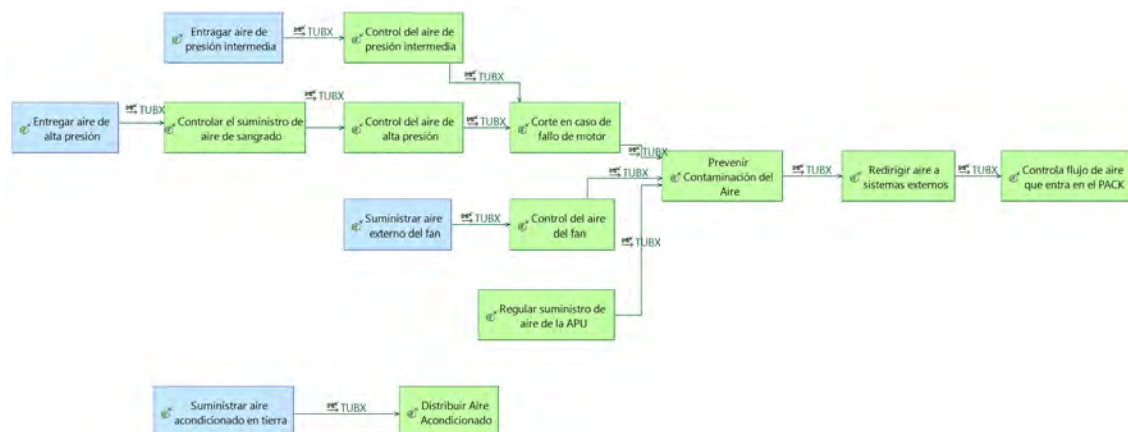 Entragar aire de
presión intermedia
TUBX
Control del aire de
presión intermedia
TUBX
Entregar aire de
alta presión
TUBX
Controlar el suministro de
aire de sangrado
TUBX
Control del aire de
alta presión
TUBX
Corte en caso de
fallo de motor
TUBX
Prevenir
Contaminación del
Aire
TUBX
Redirigir aire a
sistemas externos
TUBX
Controla flujo de aire
que entra en el PACK
Suministrar aire
externo del fan
TUBX
Control del aire
del fan
TUBX
TUBX
Regular suministro de
aire de la APU
Suministrar aire
acondicionado en tierra
TUBX
Distribuir Aire
Acondicionado